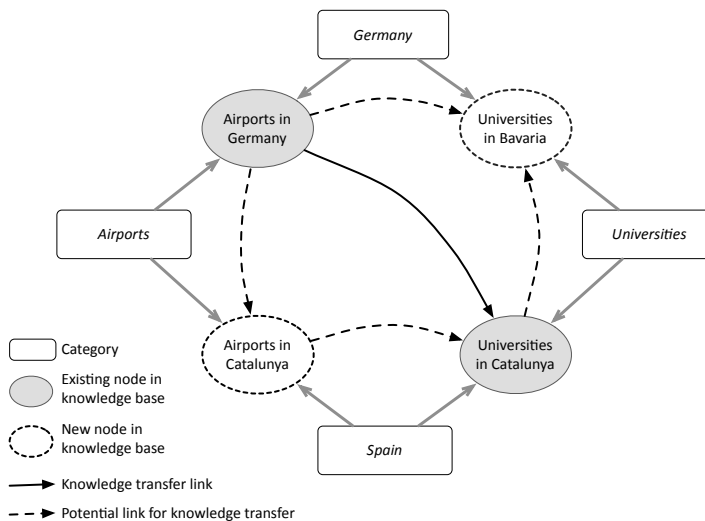 Germany
Airports in
Germany
Universities
in Bavaria
Airports
Universities
Airports in
Catalunya
Universities
in Catalunya
Spain
Category
Existing node in
knowledge base
New node in
knowledge base
Knowledge transfer link
Potential link for knowledge transfer